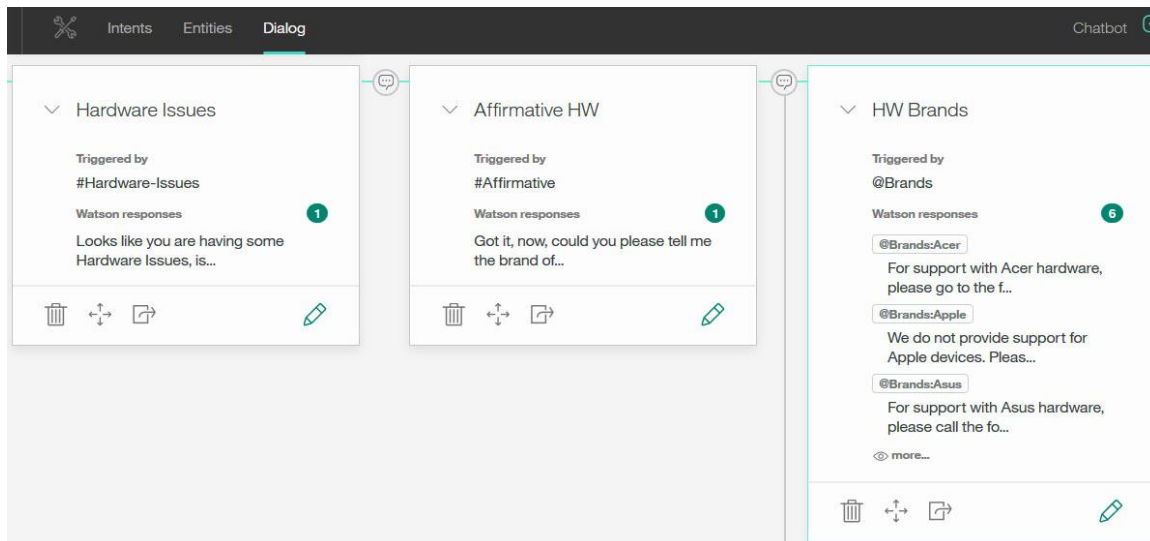 Intents Entities Dialog Chatbot
Hardware Issues
Triggered by
#Hardware-Issues
Watson responses 1
Looks like you are having some
Hardware Issues, is...
Affirmative HW
Triggered by
#Affirmative
Watson responses 1
Got it, now, could you please tell me
the brand of...
HW Brands
Triggered by
@Brands
Watson responses 6
@Brands:Acer
For support with Acer hardware,
please go to the f...
@Brands:Apple
We do not provide support for
Apple devices. Pleas...
@Brands:Asus
For support with Asus hardware,
please call the fo...
more...